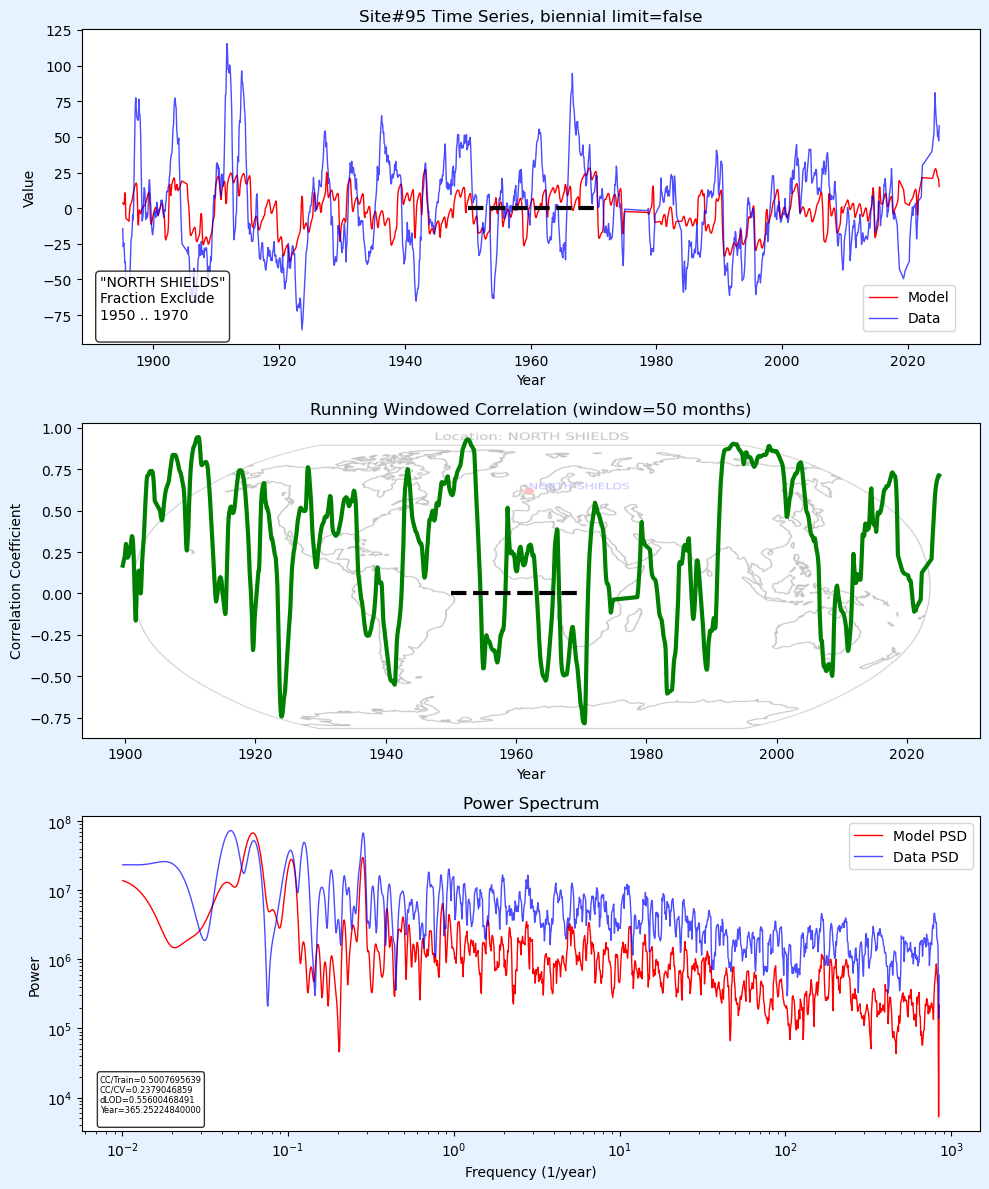 Site#95 Time Series, biennial limit=false
125
100
75
50
25
0
−25
−50
−75
Value
"NORTH SHIELDS"
Fraction Exclude
1950 .. 1970
Model
Data
1900
1920
1940
1960
1980
2000
2020
Year
Running Windowed Correlation (window=50 months)
Location: NORTH SHIELDS
NORTH SHIELDS
1.00
0.75
0.50
0.25
0.00
−0.25
−0.50
−0.75
Correlation Coefficient
1900
1920
1940
1960
1980
2000
2020
Year
Power Spectrum
Model PSD
Data PSD
10⁸
10⁷
10⁶
10⁵
10⁴
Power
CC/Train=0.5007695639
CC/CV=0.2379046859
dLOD=0.55600468491
Year=365.25224840000
10⁻²
10⁻¹
10⁰
10¹
10²
10³
Frequency (1/year)